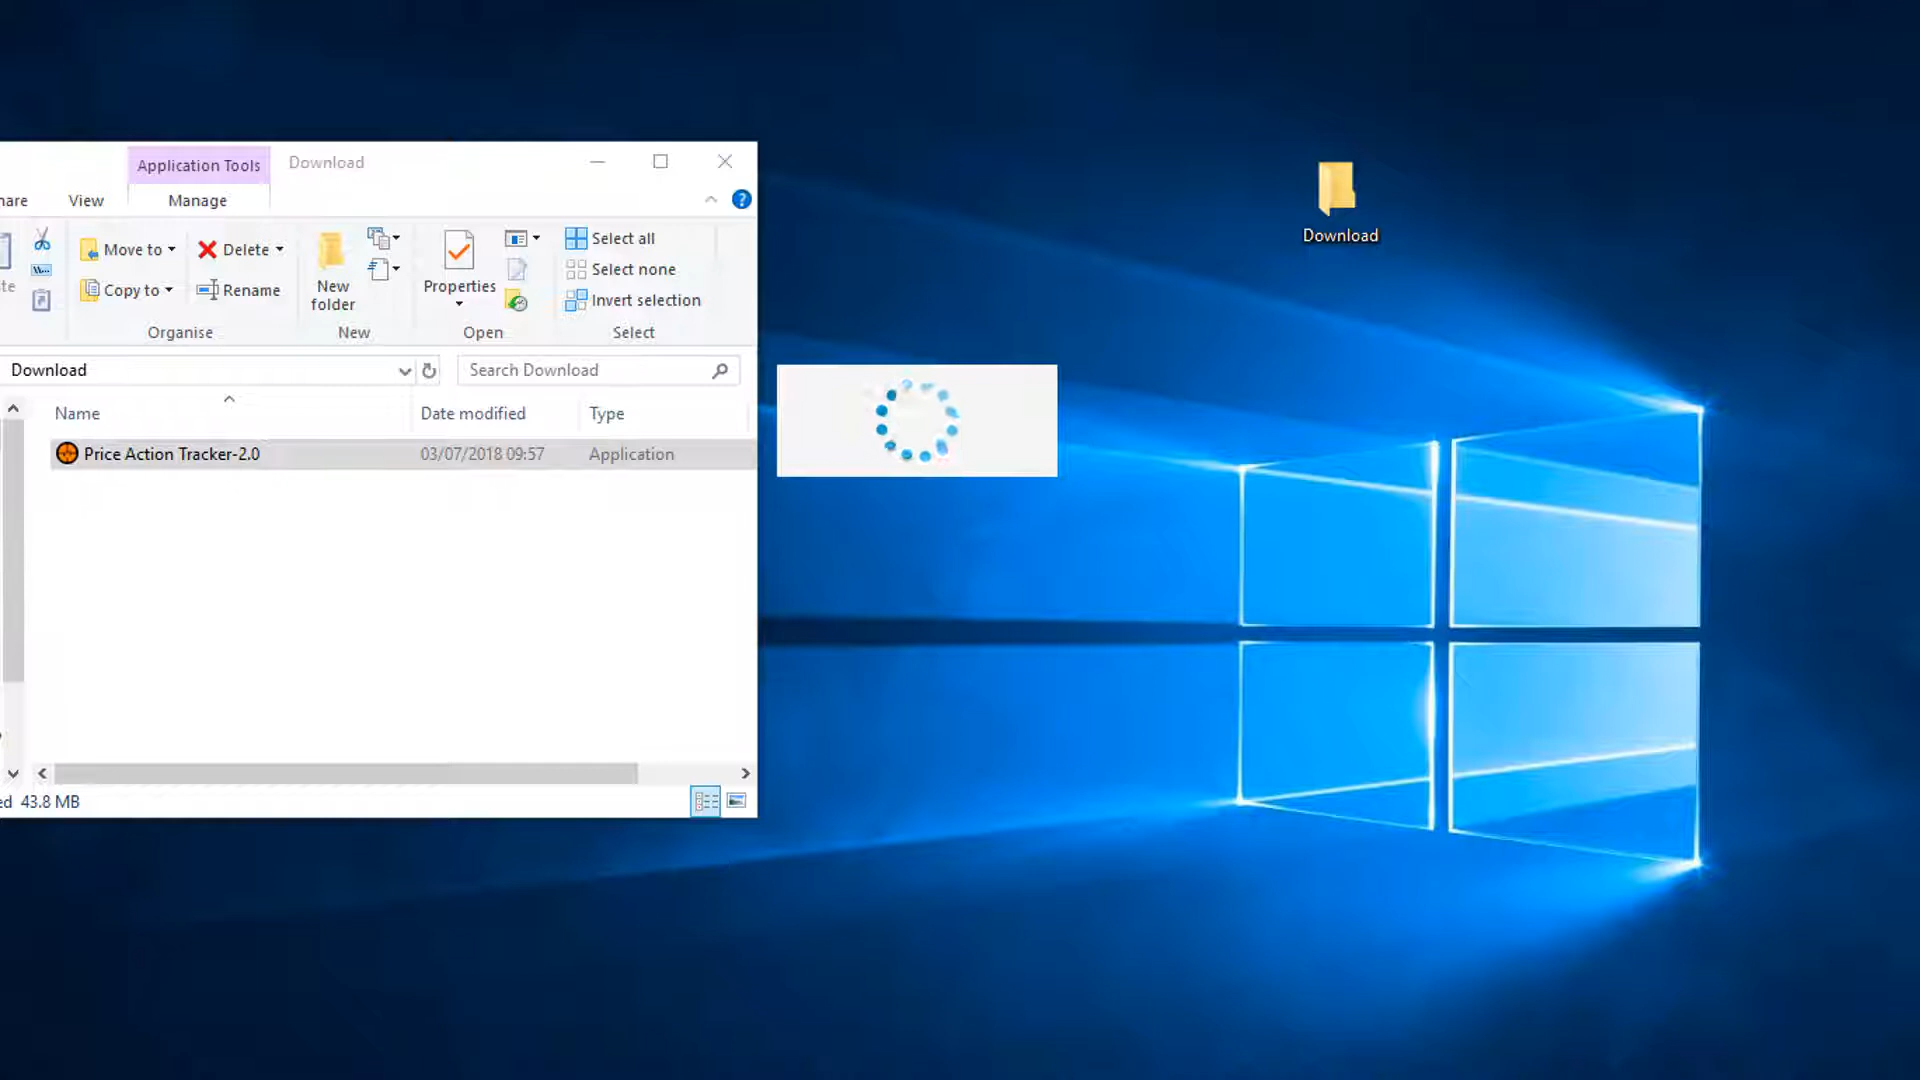 Application Tools
Download
hare
View
Manage
Move to
Delete
Select all
Select none
te
Copy to
Rename
New
folder
Properties
Invert selection
Organise
New
Open
Select
Download
Search Download
Name
Date modified
Type
Price Action Tracker-2.0
03/07/2018 09:57
Application
ed 43.8 MB
Download